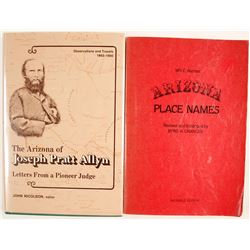 Observations and Travels
1863-1866
The Arizona of
Joseph Pratt Allyn
Letters From a Pioneer Judge
JOHN NICOLSON, editor
Will C. Barnes'
ARIZONA
PLACE NAMES
Revised and Enlarged by
BYRD H. GRANGER